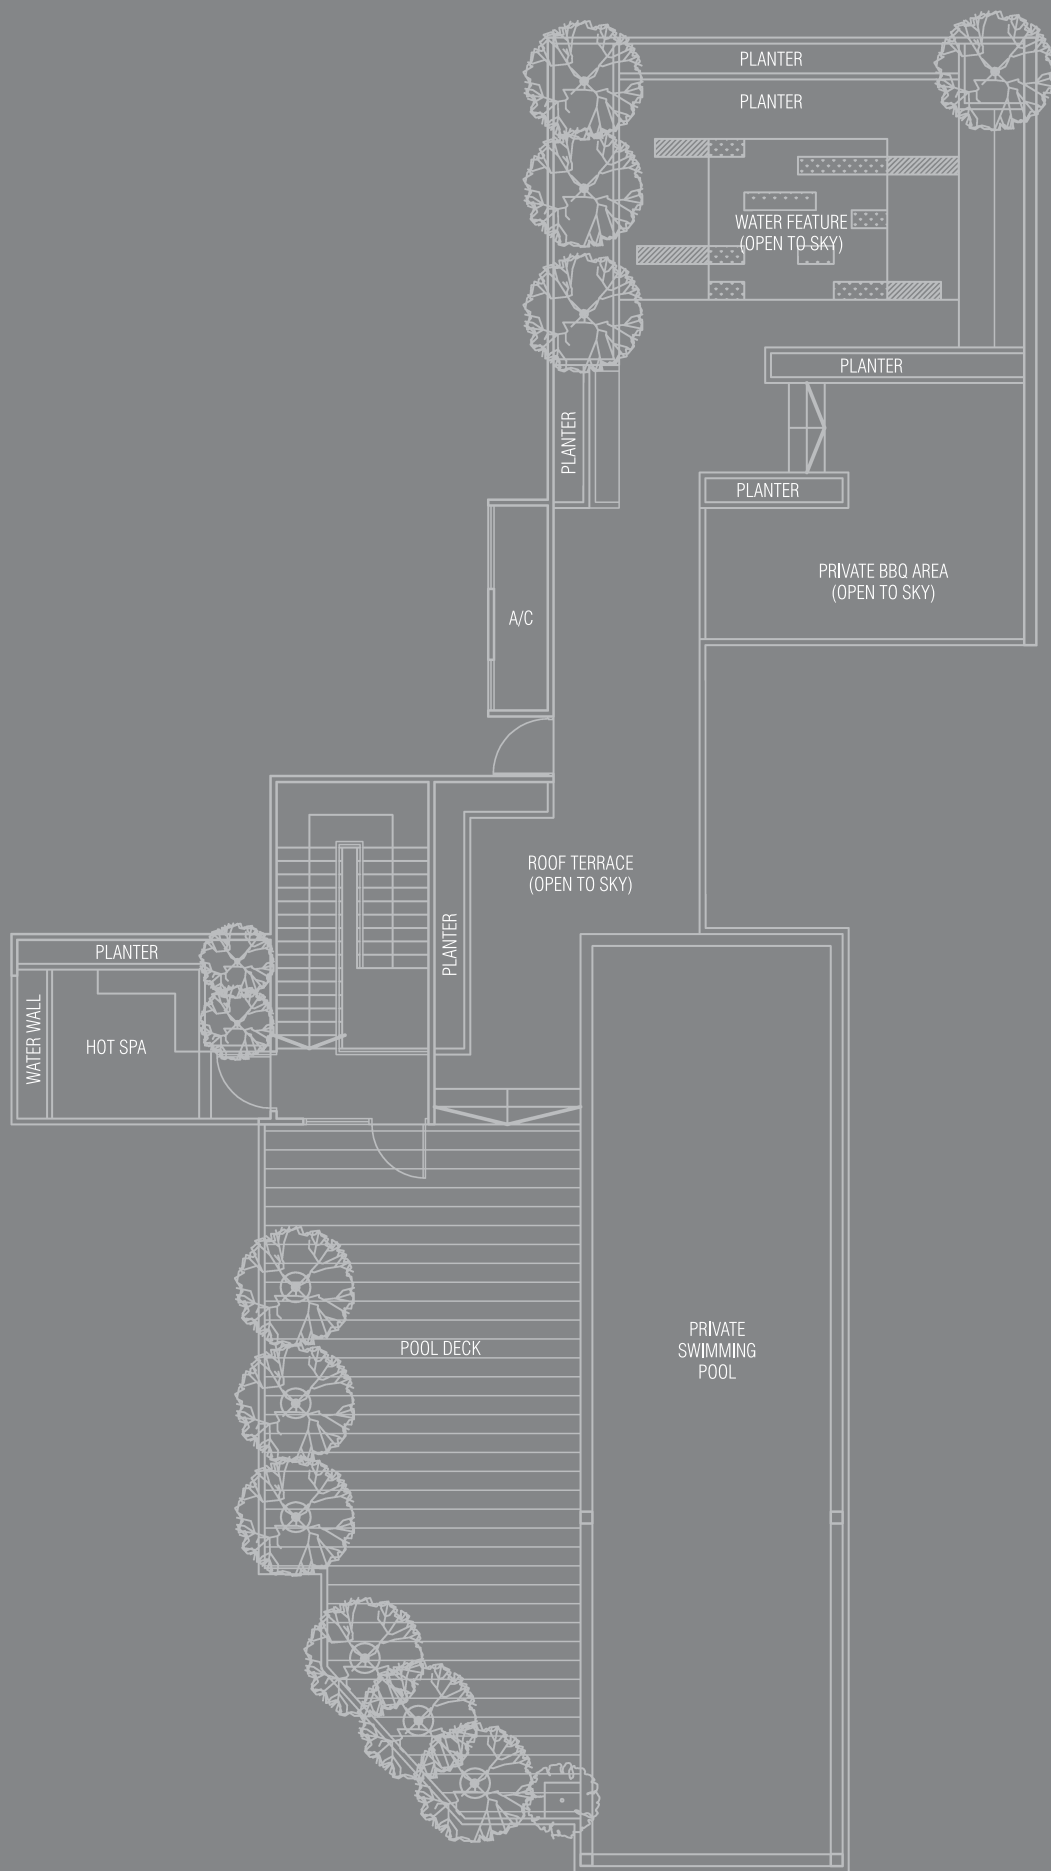 PLANTER
PLANTER
WATER FEATURE
(OPEN TO SKY)
PLANTER
PLANTER
PLANTER
PRIVATE BBQ AREA
(OPEN TO SKY)
A/C
ROOF TERRACE
(OPEN TO SKY)
PLANTER
PLANTER
WATER WALL
HOT SPA
POOL DECK
PRIVATE
SWIMMING
POOL